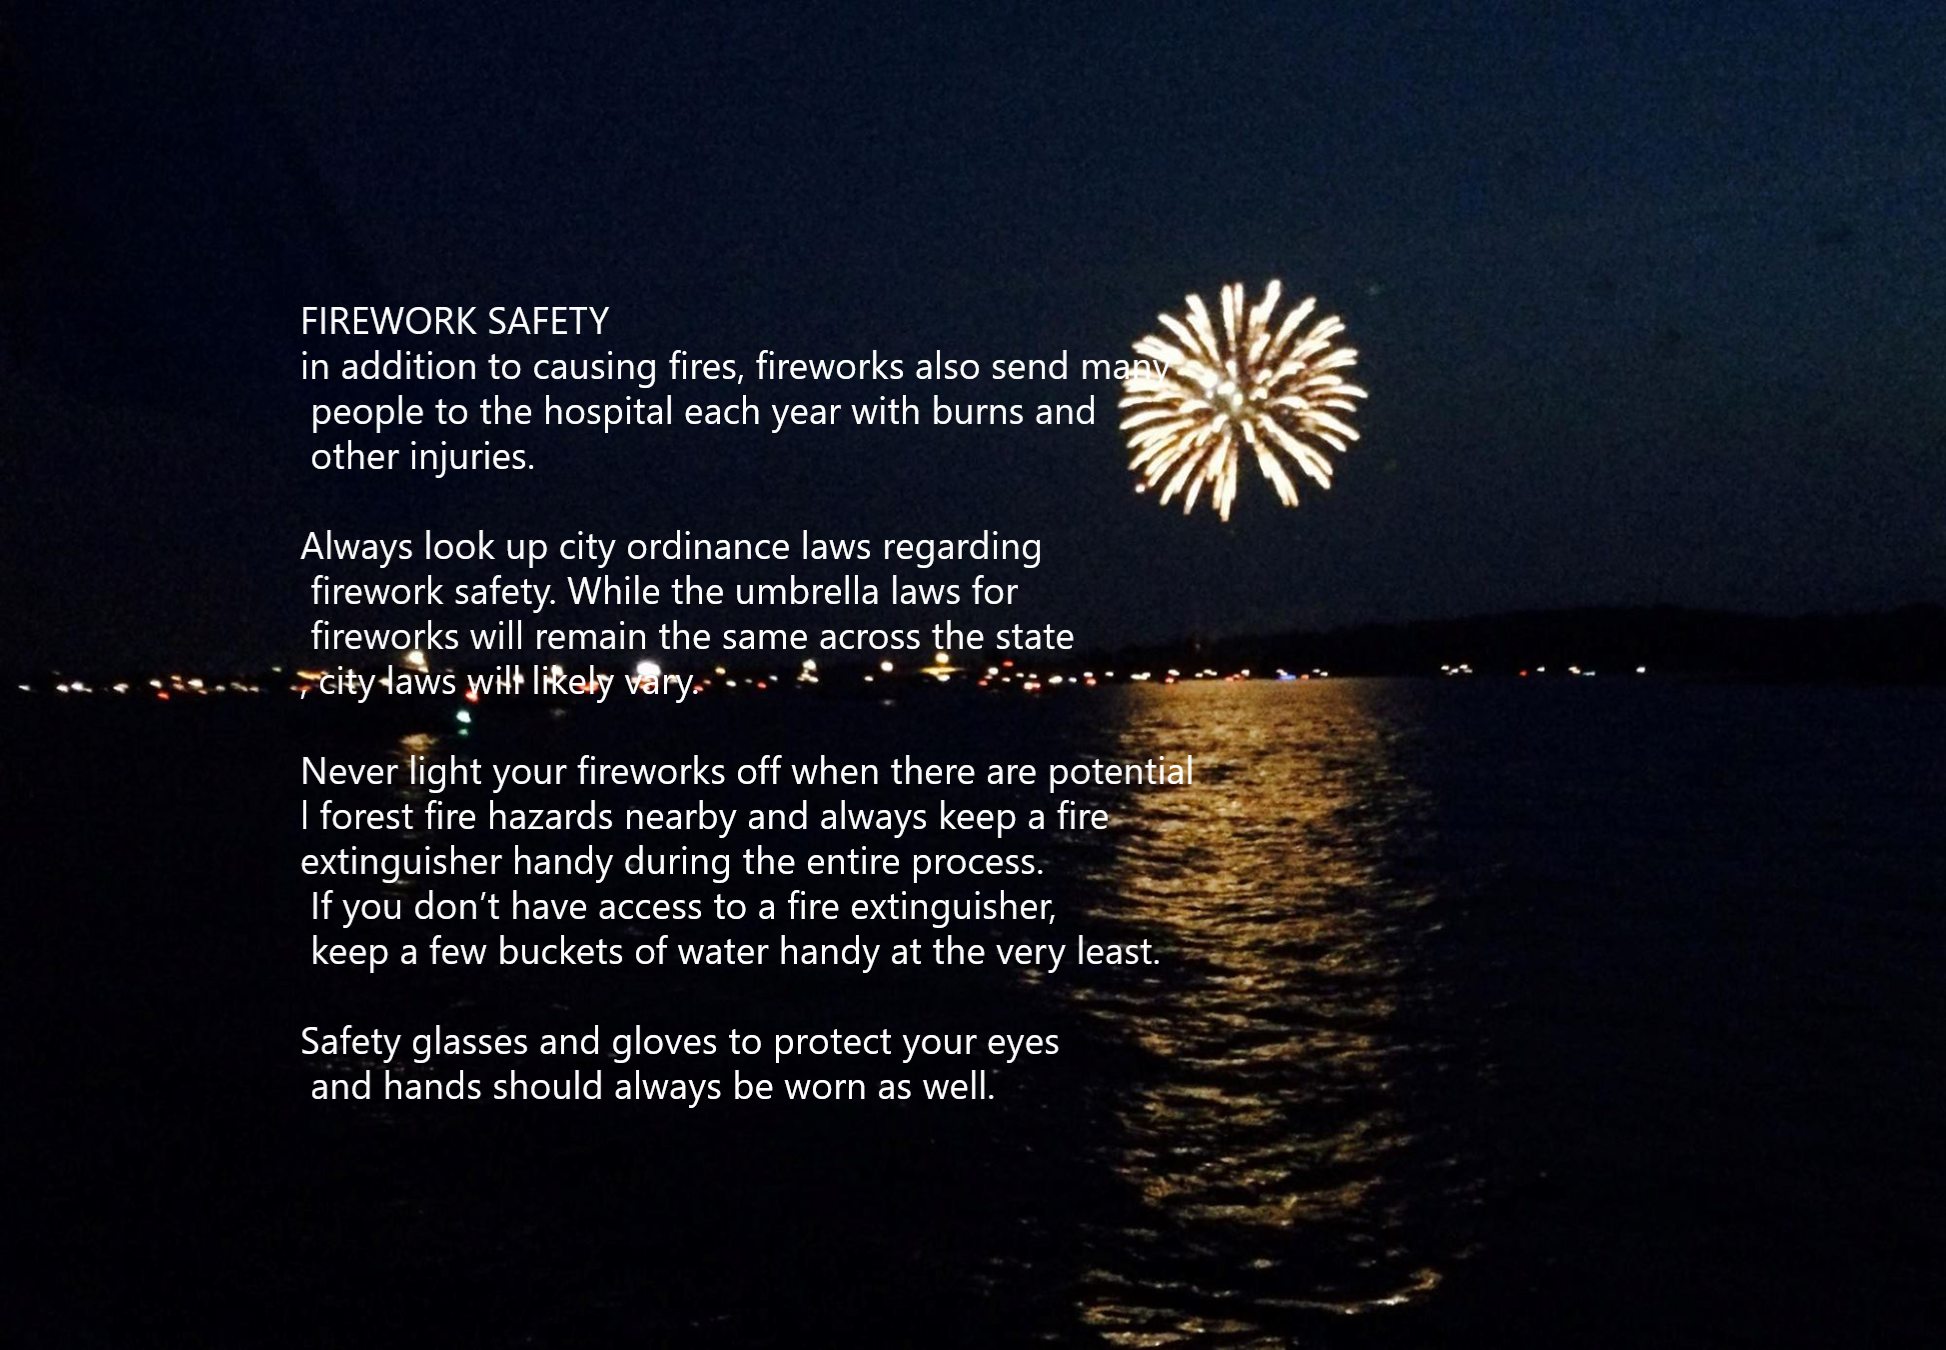 FIREWORK SAFETY
in addition to causing fires, fireworks also send many
people to the hospital each year with burns and
other injuries.
Always look up city ordinance laws regarding
firework safety. While the umbrella laws for
fireworks will remain the same across the state
, city laws will likely vary.
Never light your fireworks off when there are potential
l forest fire hazards nearby and always keep a fire
extinguisher handy during the entire process.
If you don’t have access to a fire extinguisher,
keep a few buckets of water handy at the very least.
Safety glasses and gloves to protect your eyes
and hands should always be worn as well.